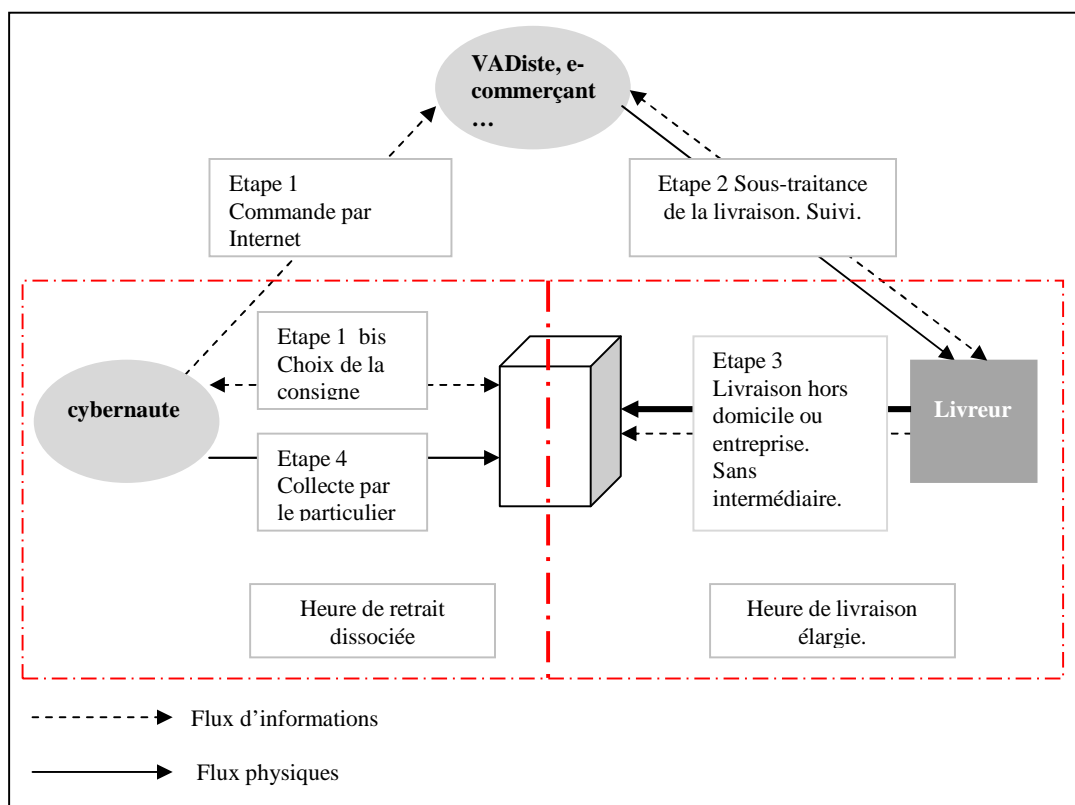 VADiste, e-
commerçant
…
Etape 1
Commande par
Internet
Etape 2 Sous-traitance
de la livraison. Suivi.
Etape 1  bis
Choix de la
consigne
cybernaute
Etape 4
Collecte par
le particulier
Etape 3
Livraison hors
domicile ou
entreprise.
Sans
intermédiaire.
Livreur
Heure de retrait
dissociée
Heure de livraison
élargie.
Flux d’informations
Flux physiques